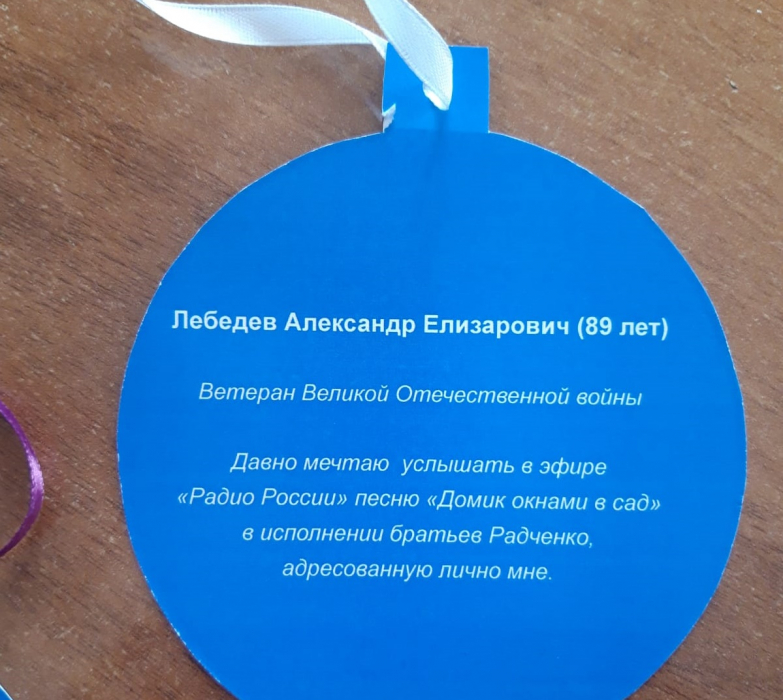 Лебедев Александр Елизарович (89 лет)
Ветеран Великой Отечественной войны
Давно мечтаю услышать в эфире
«Радио России» песню «Домик окнами в сад»
в исполнении братьев Радченко,
адресованную лично мне.